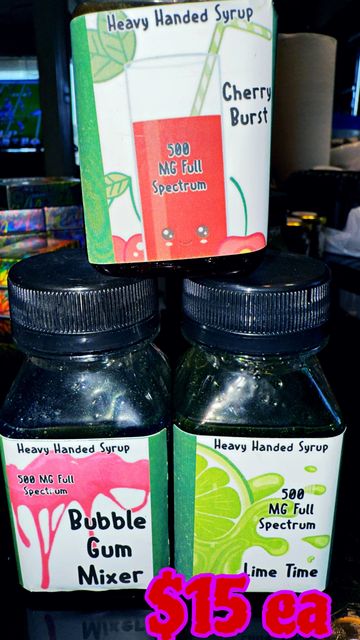 Heavy Handed Syrup
Cherry
Burst
500
MG Full
Spectrum
Heavy Handed Syrup
500 MG Full
Spectrum
Bubble
Gum
Mixer
Heavy Handed Syrup
500
MG Full
Spectrum
Lime Time
$15 ea